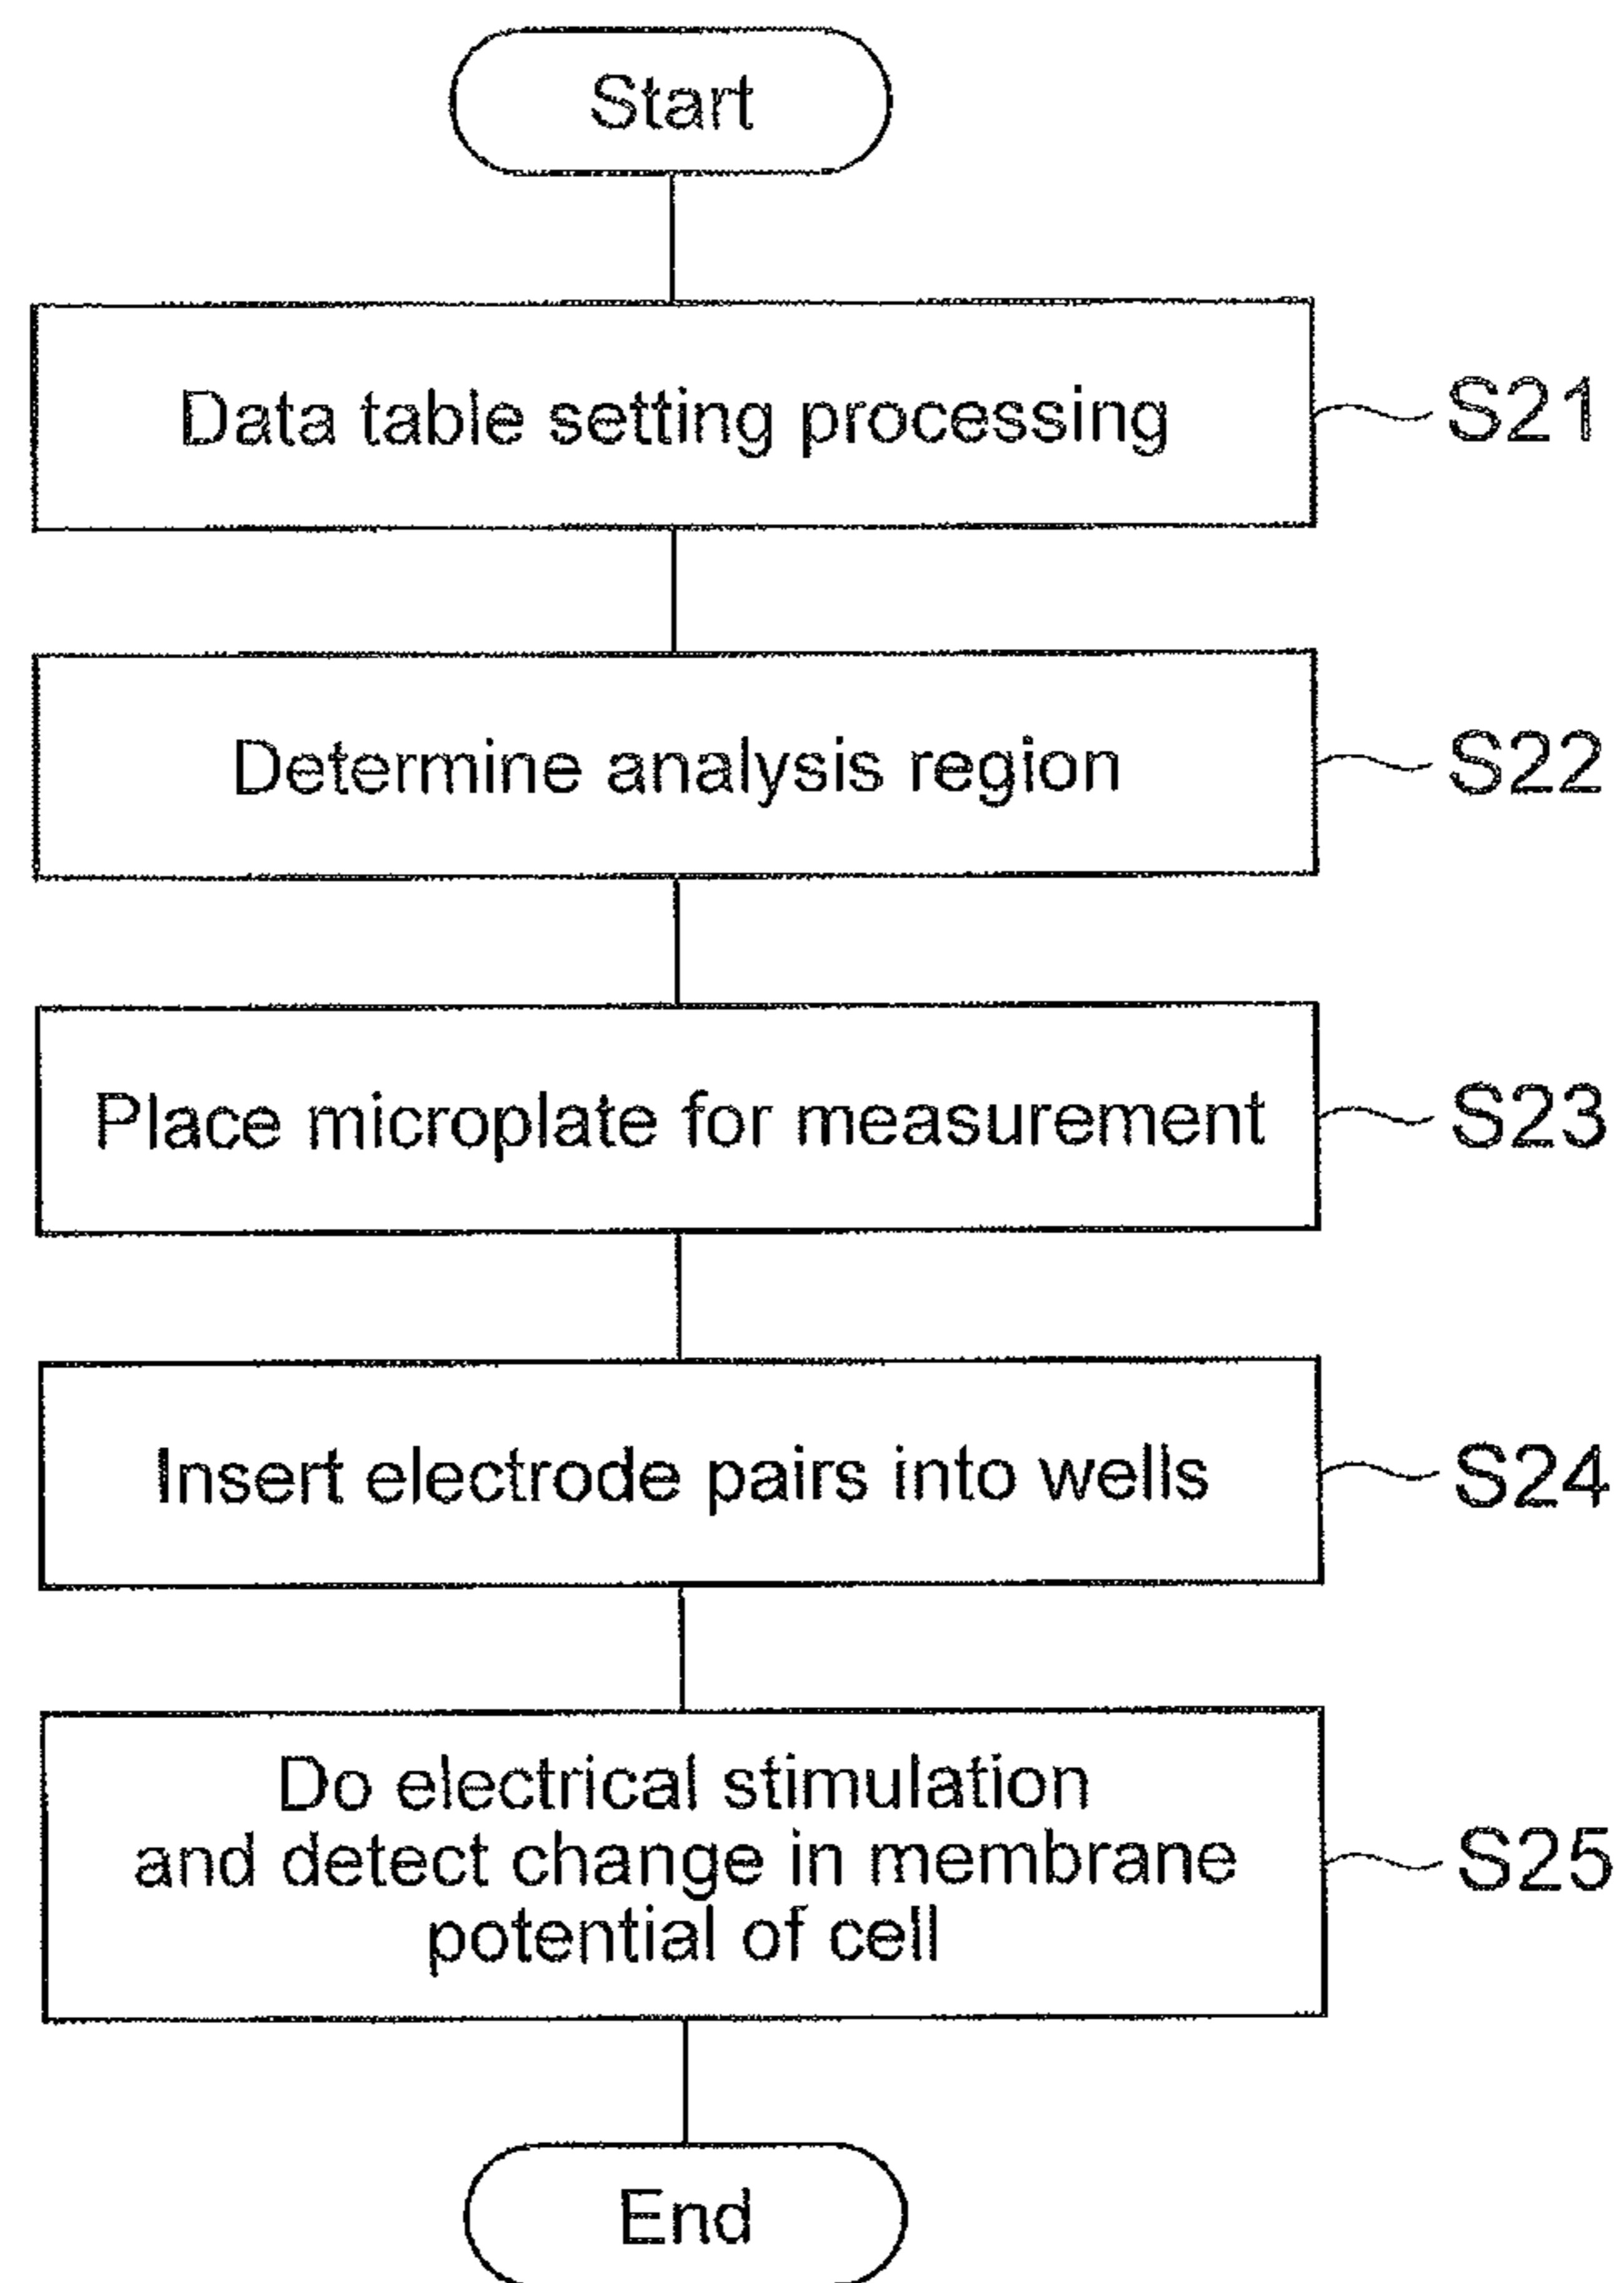 Start
Data table setting processing
S21
Determine analysis region
S22
Place microplate for measurement
S23
Insert electrode pairs into wells
S24
Do electrical stimulation
and detect change in membrane
potential of cell
S25
End